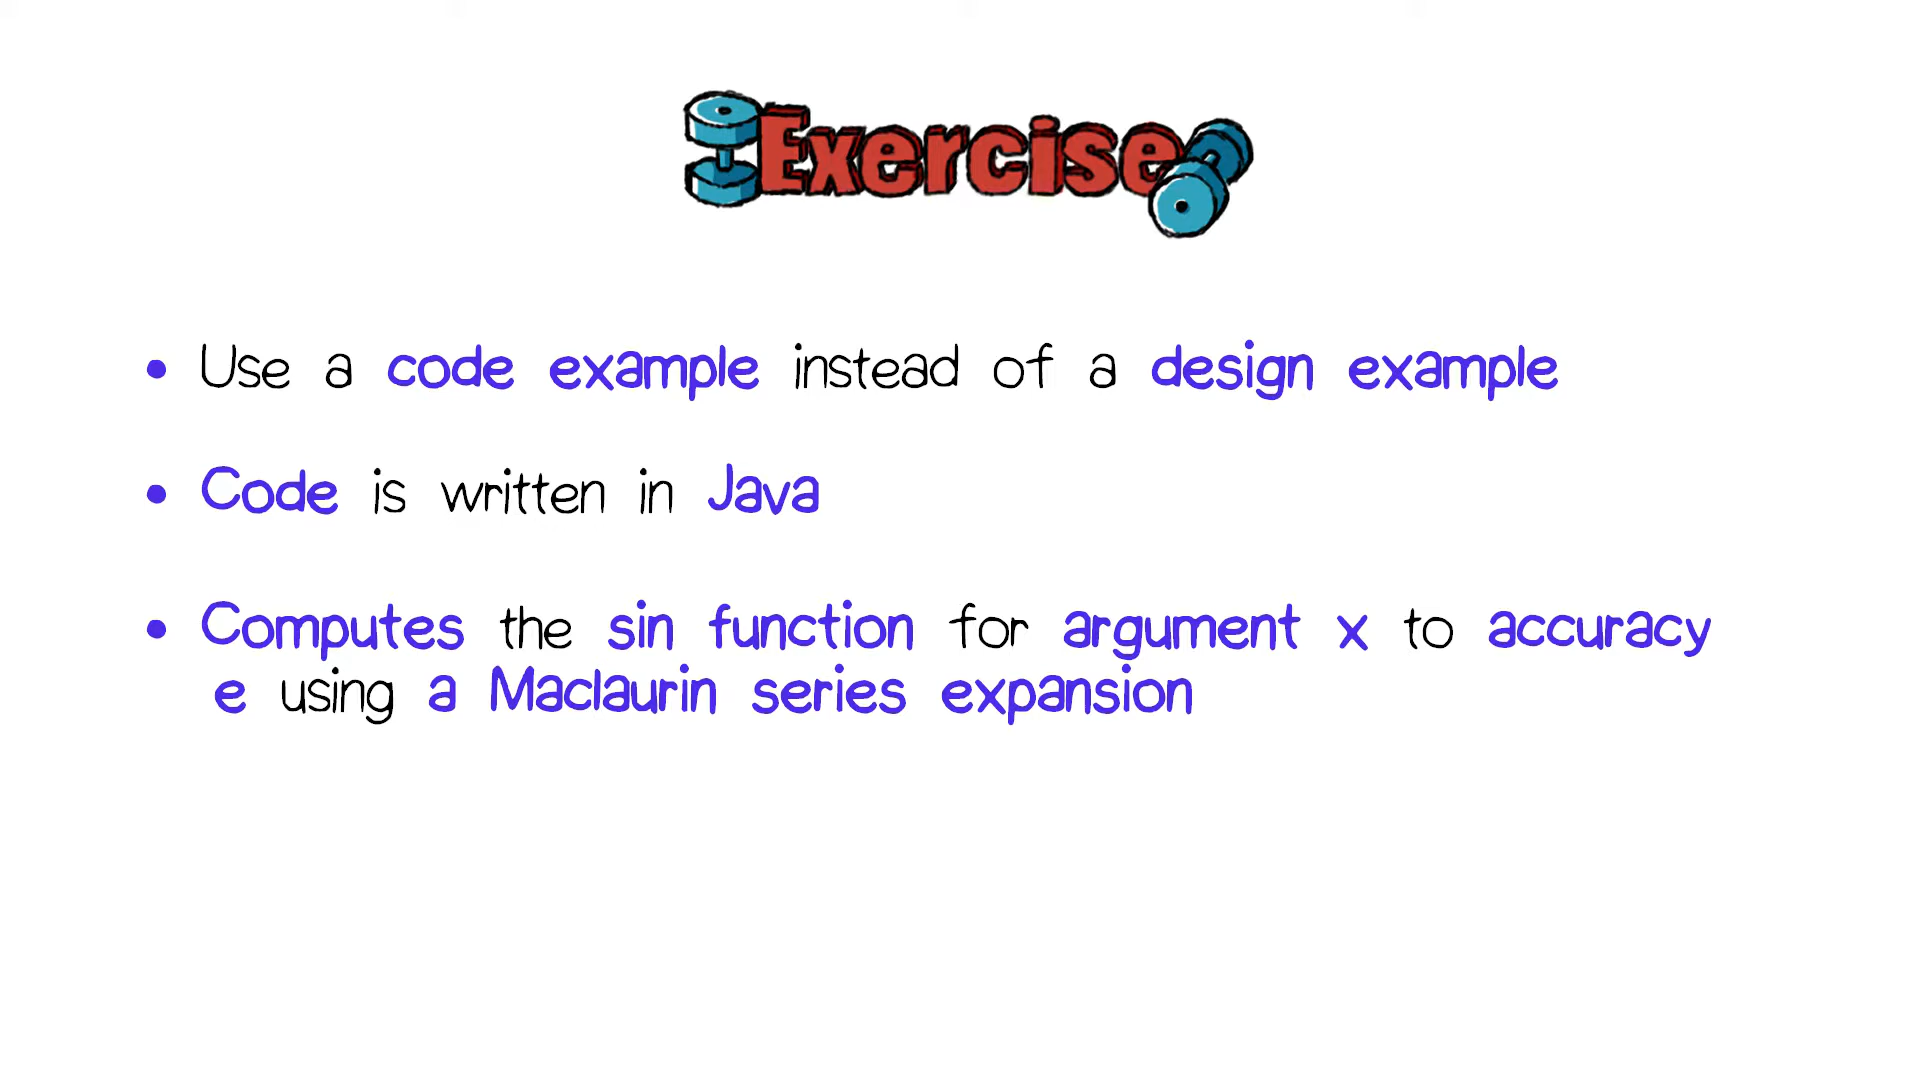 Exercise
• Use a code example instead of a design example
• Code is written in Java
• Computes the sin function for argument x to accuracy
e using a Maclaurin series expansion